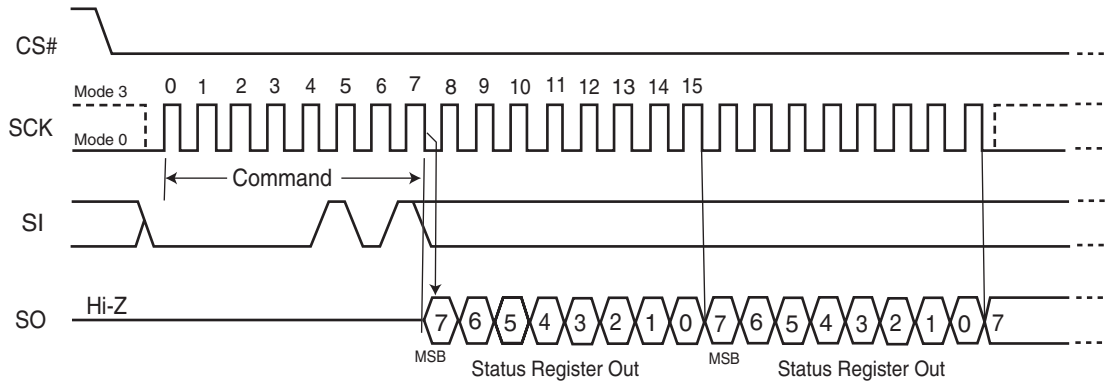 CS#
0 1 2 3 4 5 6 7 8 9 10 11 12 13 14 15
Mode 3
SCK
Mode 0
Command
SI
Hi-Z
SO
7 6 5 4 3 2 1 0 7 6 5 4 3 2 1 0 7
MSB Status Register Out MSB Status Register Out